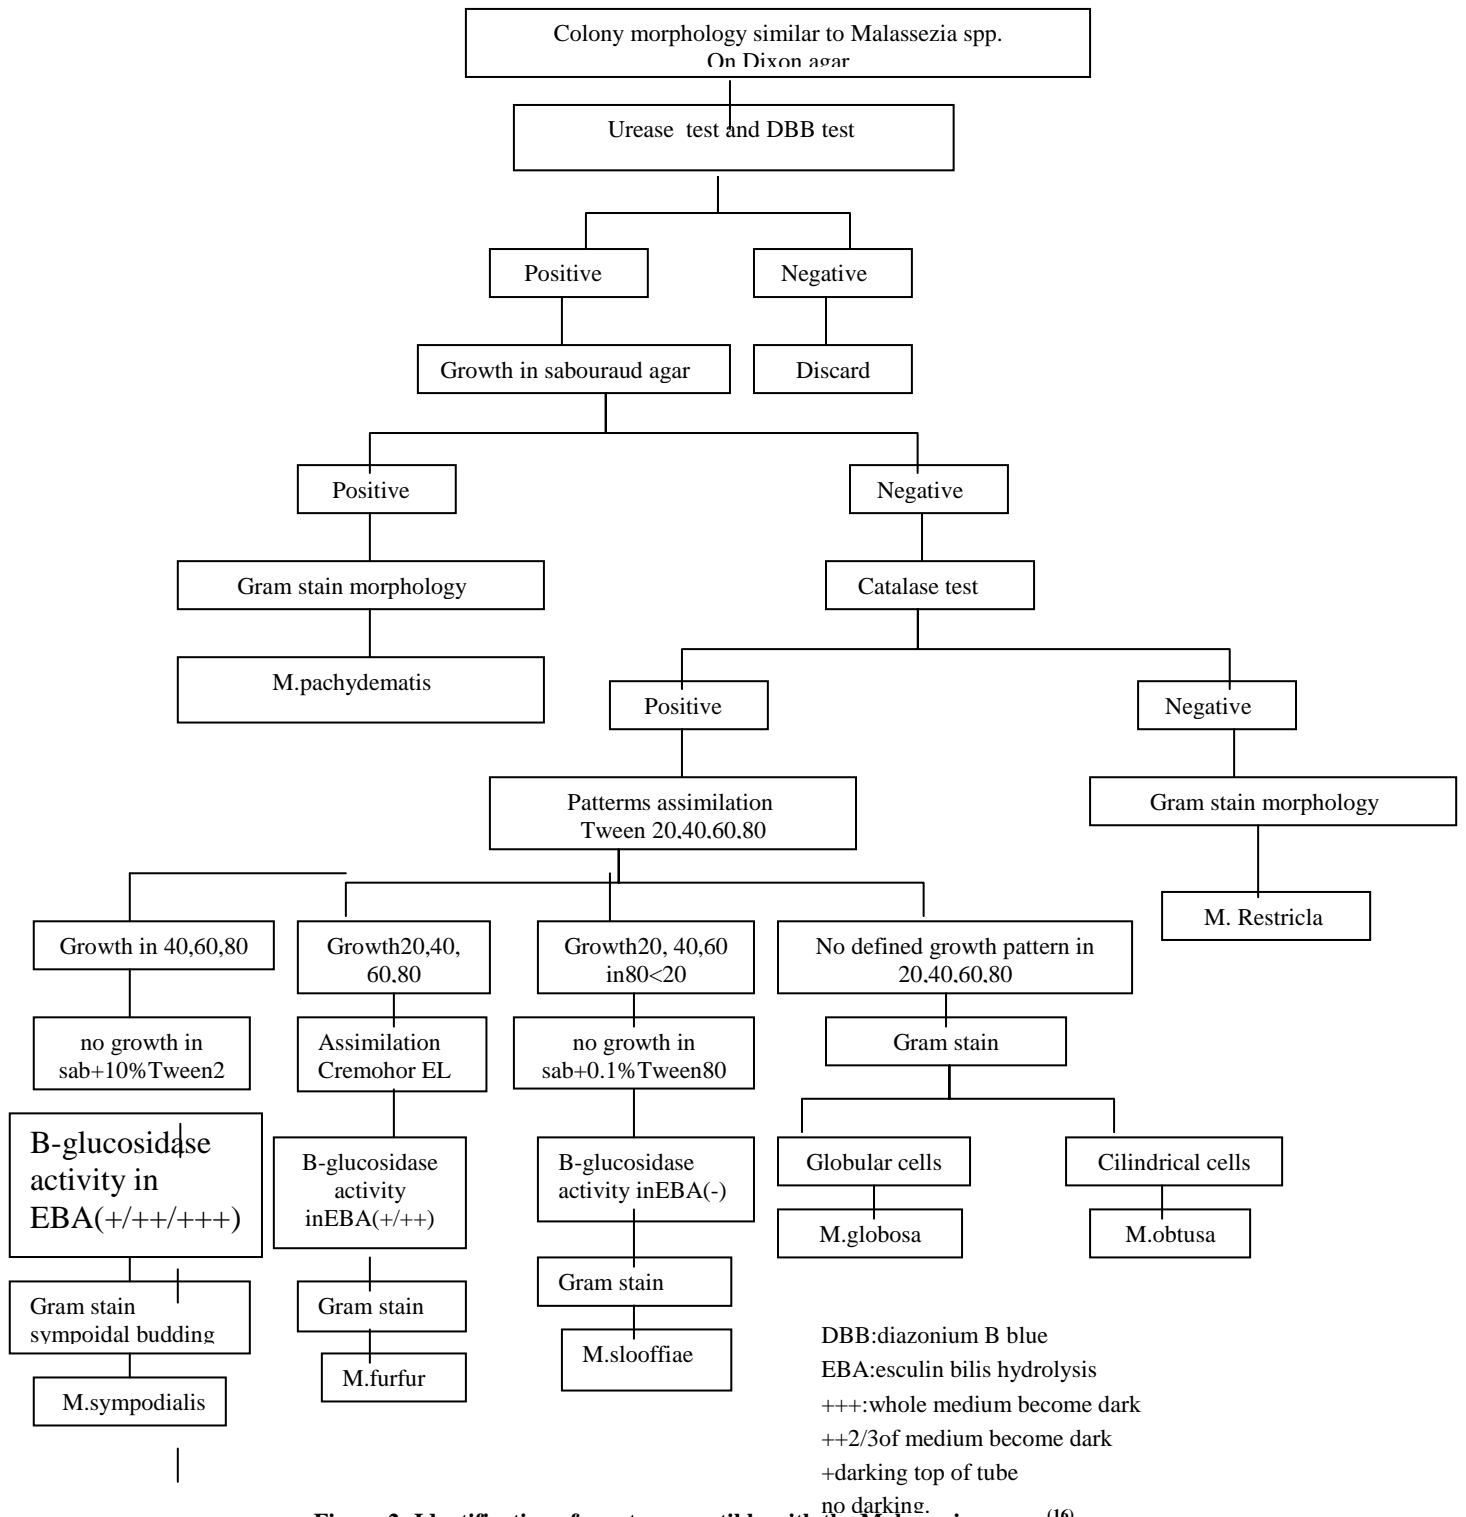 Colony morphology similar to Malassezia spp.
On Dixon agar
Urease test and DBB test
Positive
Negative
Growth in sabouraud agar
Discard
Positive
Negative
Gram stain morphology
Catalase test
M.pachydematis
Positive
Negative
Patterms assimilation
Tween 20,40,60,80
Gram stain morphology
M. Restricla
Growth in 40,60,80
Growth20,40,
60,80
Growth20, 40,60
in80<20
No defined growth pattern in
20,40,60,80
no growth in
sab+10%Tween2
Assimilation
Cremohor EL
no growth in
sab+0.1%Tween80
Gram stain
B-glucosidase
activity in
EBA(+/++/+++)
B-glucosidase
activity
inEBA(+/++)
B-glucosidase
activity inEBA(-)
Globular cells
Cilindrical cells
M.globosa
M.obtusa
Gram stain
sympoidal budding
Gram stain
Gram stain
M.sympodialis
M.furfur
M.slooffiae
DBB:diazonium B blue
EBA:esculin bilis hydrolysis
+++:whole medium become dark
++2/3of medium become dark
+darking top of tube
no darking.
(16)